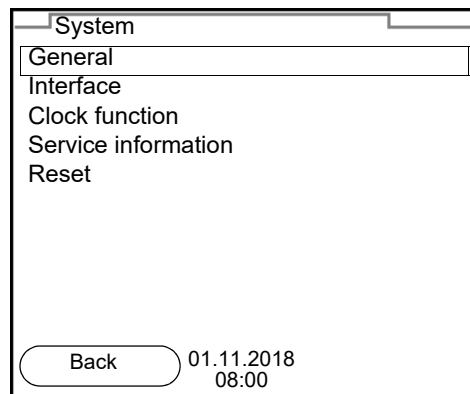 System
General
Interface
Clock function
Service information
Reset
Back
01.11.2018
08:00